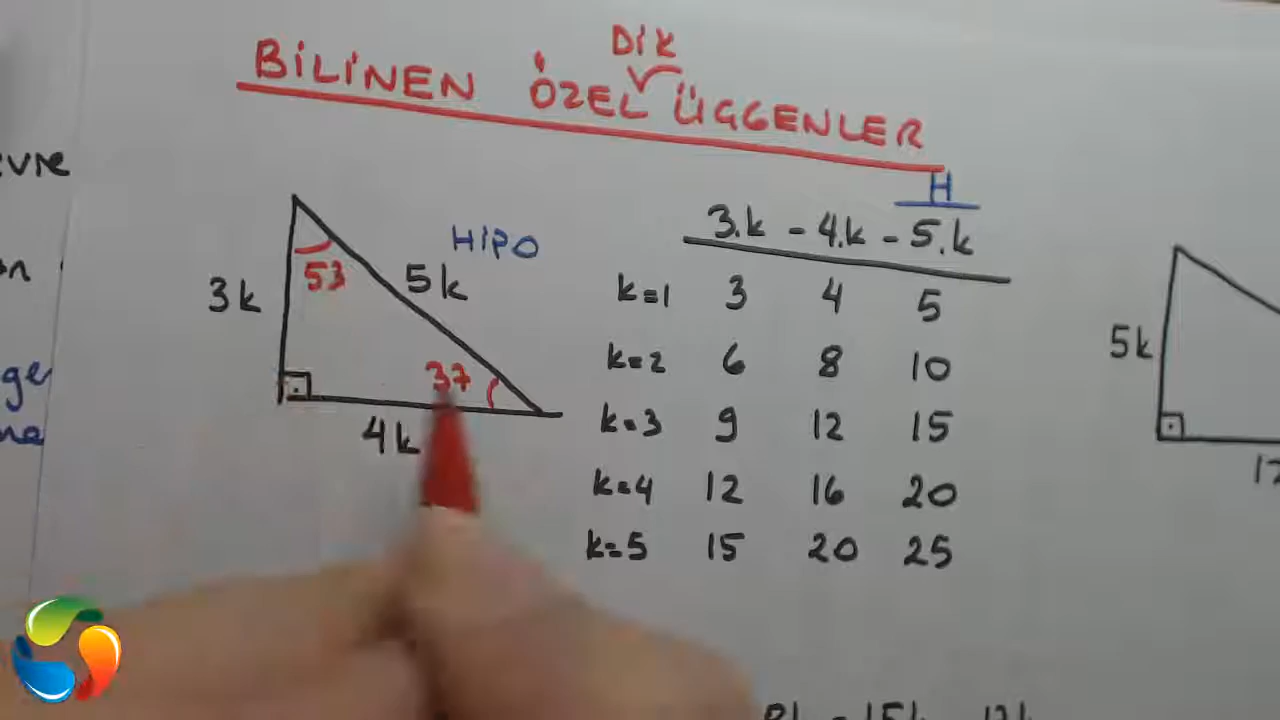 DİK
BİLİNEN ÖZEL ÜGGENLER
H
3.k - 4.k - 5.k
k=1 3 4 5
k=2 6 8 10
k=3 9 12 15
k=4 12 16 20
k=5 15 20 25
HİPO
3k
53
5k
37
4k
5k